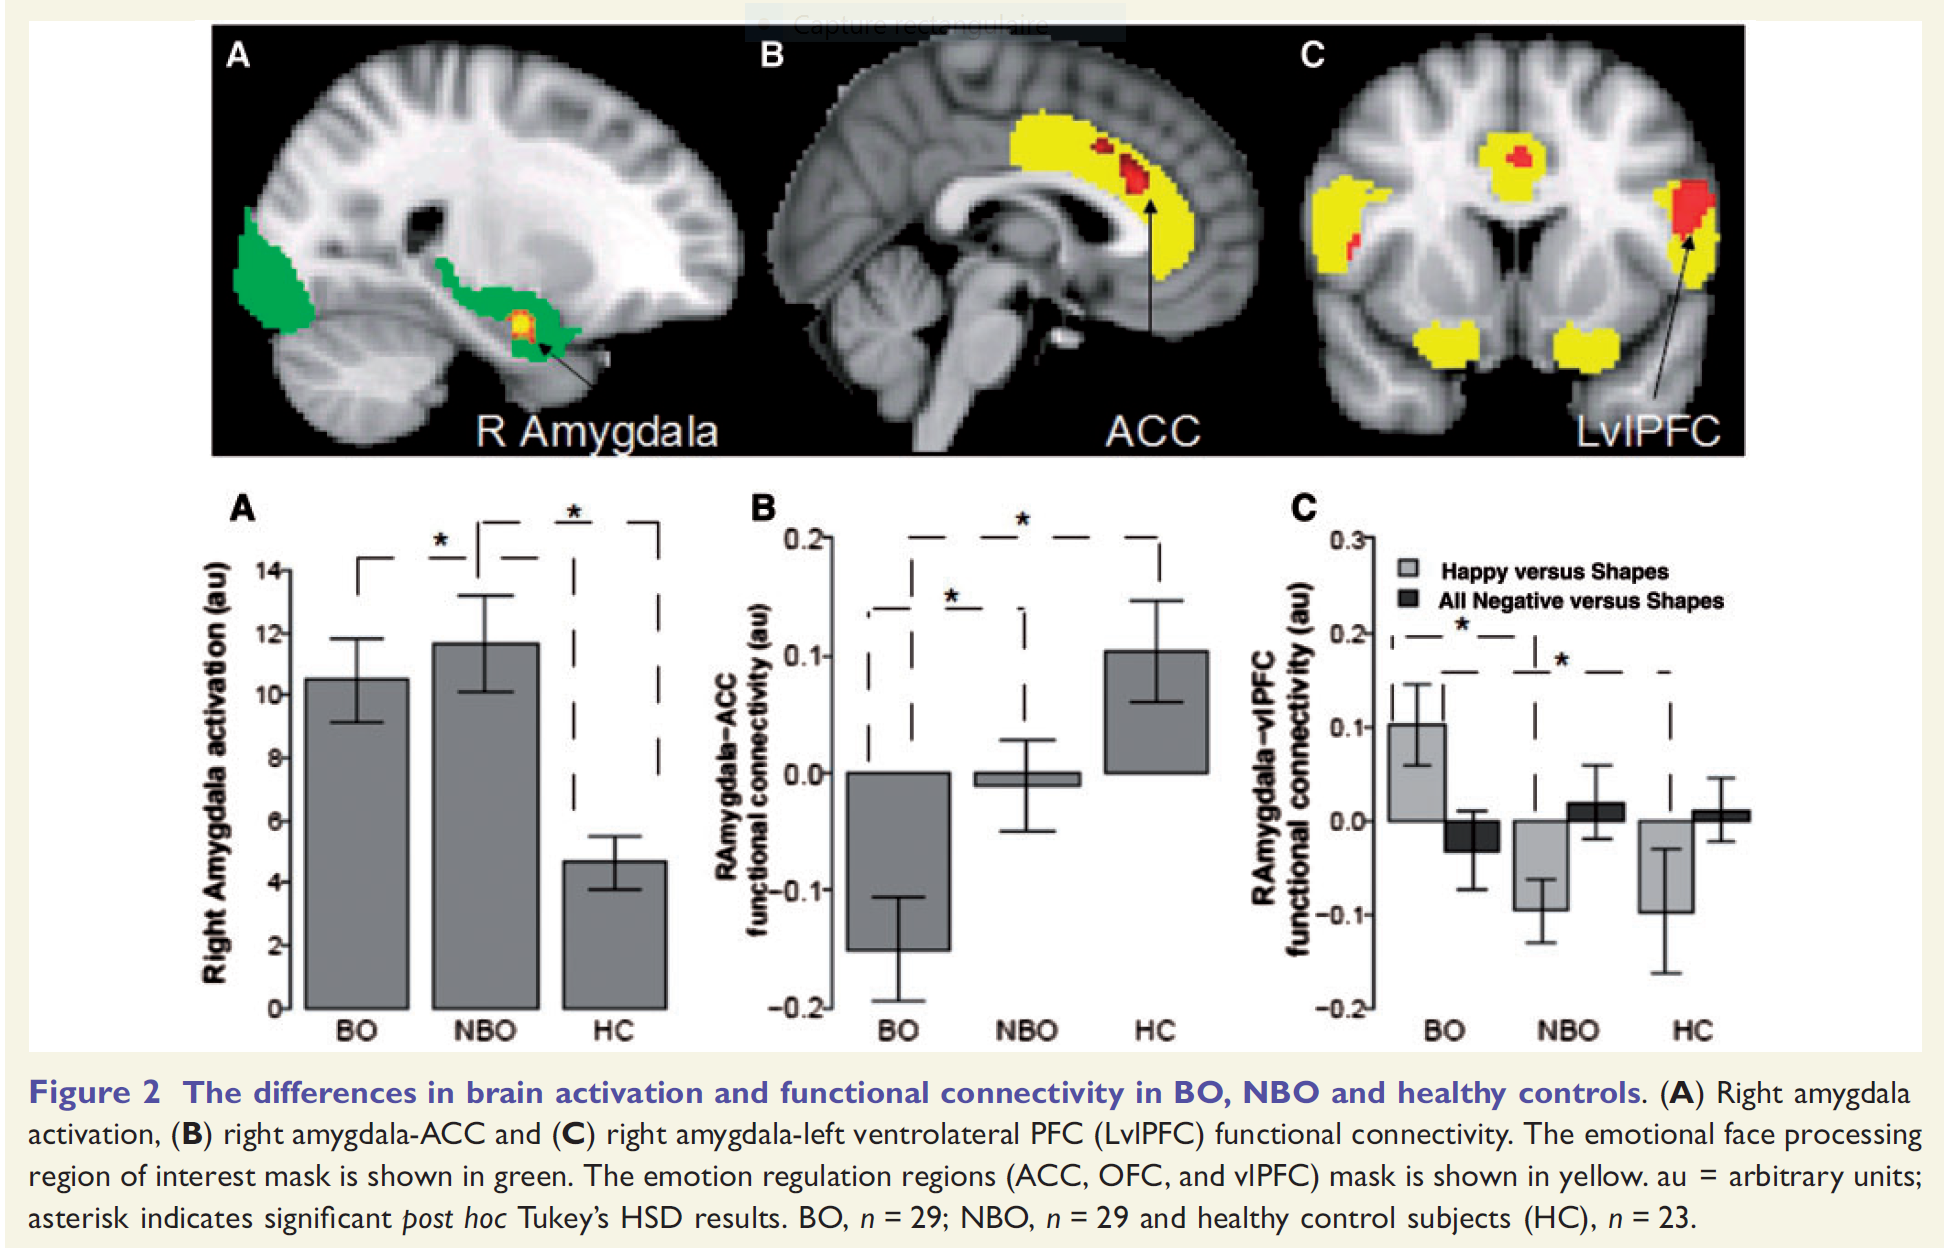 Capture rectangulaire
A
B
C
R Amygdala
ACC
LvlPFC
A
Right Amygdala activation (au)
14
12
10
8
6
4
2
0
*
*
BO
NBO
HC
B
RAmygdala-ACC
functional connectivity (au)
0.2
0.1
0.0
-0.1
-0.2
*
*
BO
NBO
HC
C
RAmygdala-vlPFC
functional connectivity (au)
0.3
0.2
0.1
0.0
-0.1
-0.2
Happy versus Shapes
All Negative versus Shapes
*
*
BO
NBO
HC
Figure 2 The differences in brain activation and functional connectivity in BO, NBO and healthy controls. (A) Right amygdala
activation, (B) right amygdala-ACC and (C) right amygdala-left ventrolateral PFC (LvlPFC) functional connectivity. The emotional face processing
region of interest mask is shown in green. The emotion regulation regions (ACC, OFC, and vlPFC) mask is shown in yellow. au = arbitrary units;
asterisk indicates significant post hoc Tukey's HSD results. BO, n = 29; NBO, n = 29 and healthy control subjects (HC), n = 23.